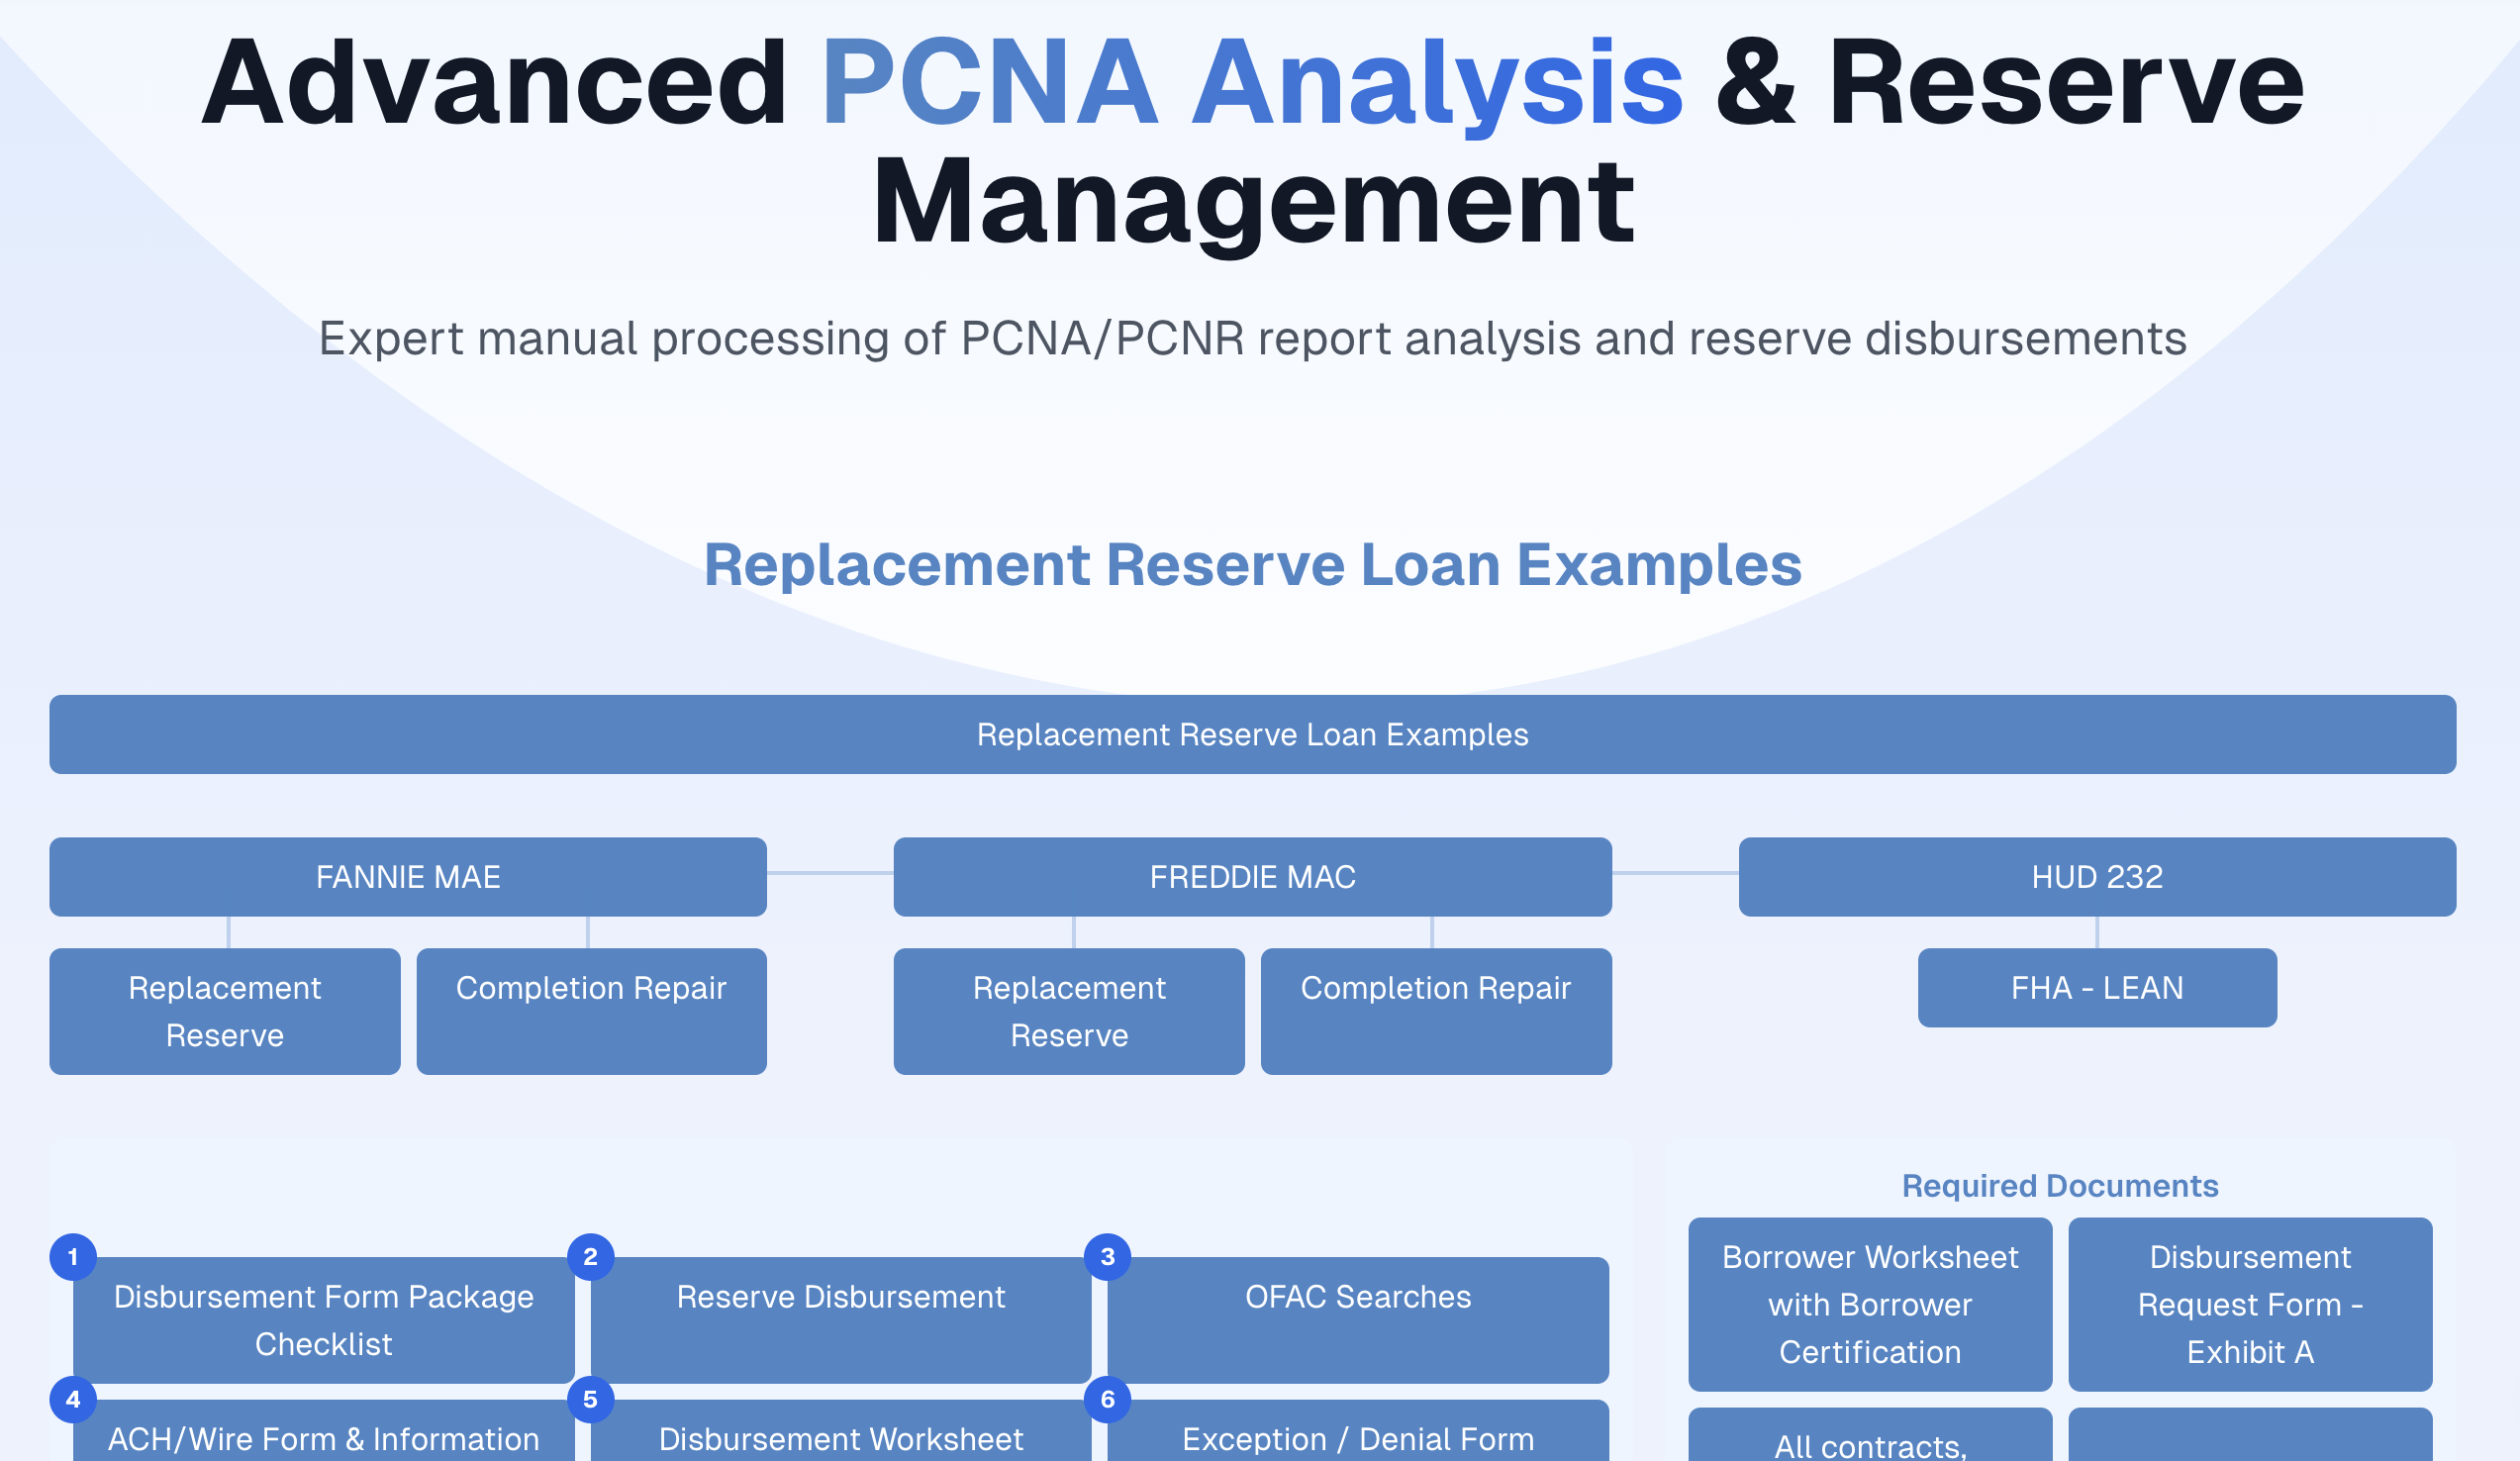 Advanced PCNA Analysis & Reserve
Management
Expert manual processing of PCNA/PCNR report analysis and reserve disbursements
Replacement Reserve Loan Examples
Replacement Reserve Loan Examples
FANNIE MAE
FREDDIE MAC
HUD 232
Replacement
Reserve
Completion Repair
Replacement
Reserve
Completion Repair
FHA - LEAN
1
Disbursement Form Package
Checklist
2
Reserve Disbursement
3
OFAC Searches
4
ACH/Wire Form & Information
5
Disbursement Worksheet
6
Exception / Denial Form
Required Documents
Borrower Worksheet
with Borrower
Certification
Disbursement
Request Form -
Exhibit A
All contracts,